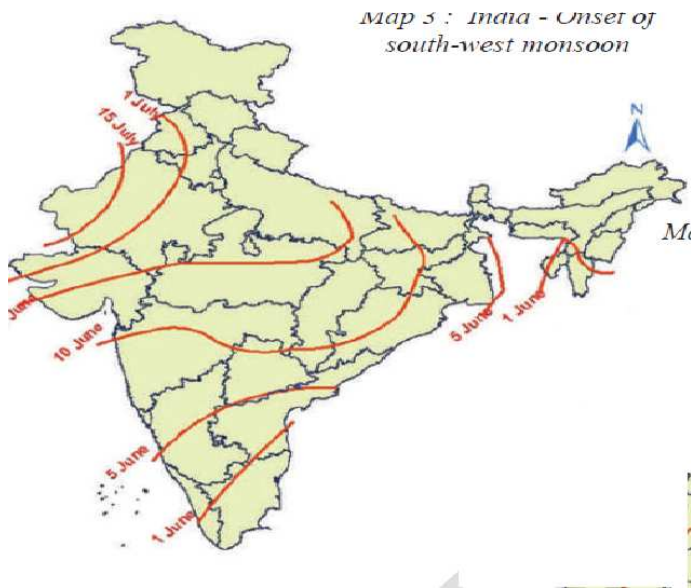 Map 3 : India - Onset of
south-west monsoon
1 July
15 July
N
Ma
June
10 June
5 June
1 June
5 June
1 June